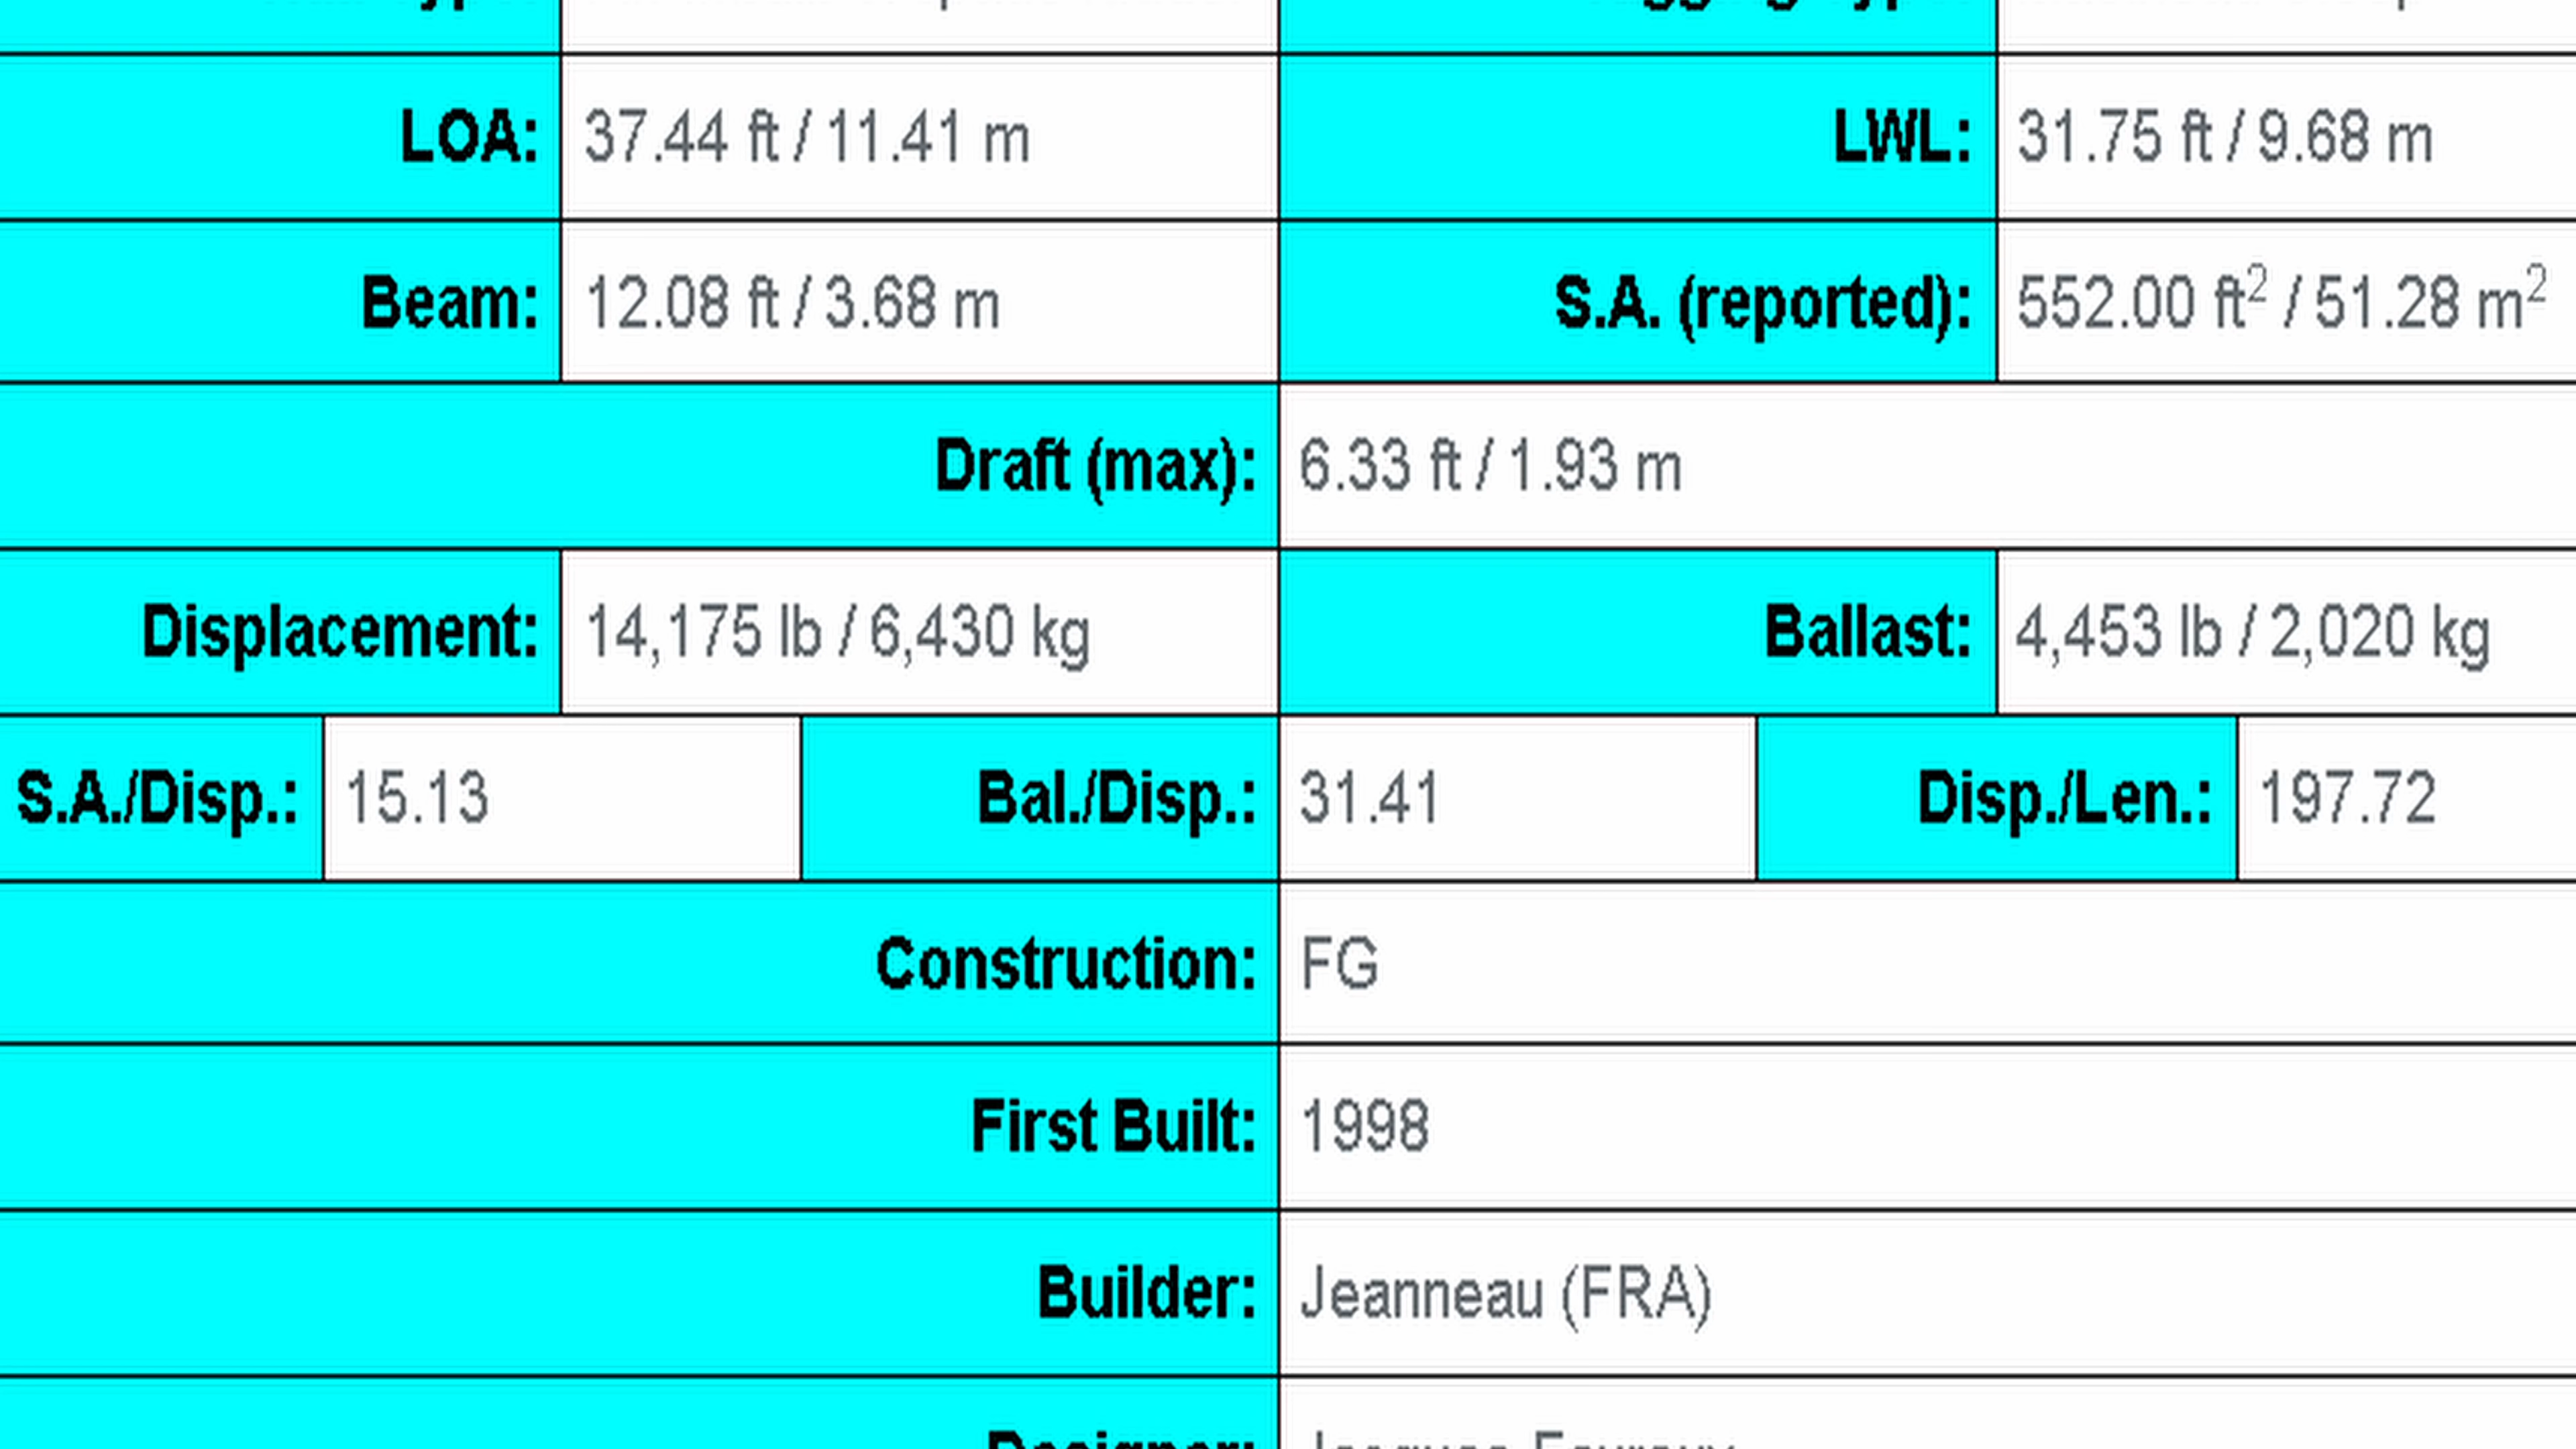 LOA: 37.44 ft / 11.41 m LWL: 31.75 ft / 9.68 m
Beam: 12.08 ft / 3.68 m S.A. (reported): 552.00 ft² / 51.28 m²
Draft (max): 6.33 ft / 1.93 m
Displacement: 14,175 lb / 6,430 kg Ballast: 4,453 lb / 2,020 kg
S.A./Disp.: 15.13 Bal./Disp.: 31.41 Disp./Len.: 197.72
Construction: FG
First Built: 1998
Builder: Jeanneau (FRA)
Designer: